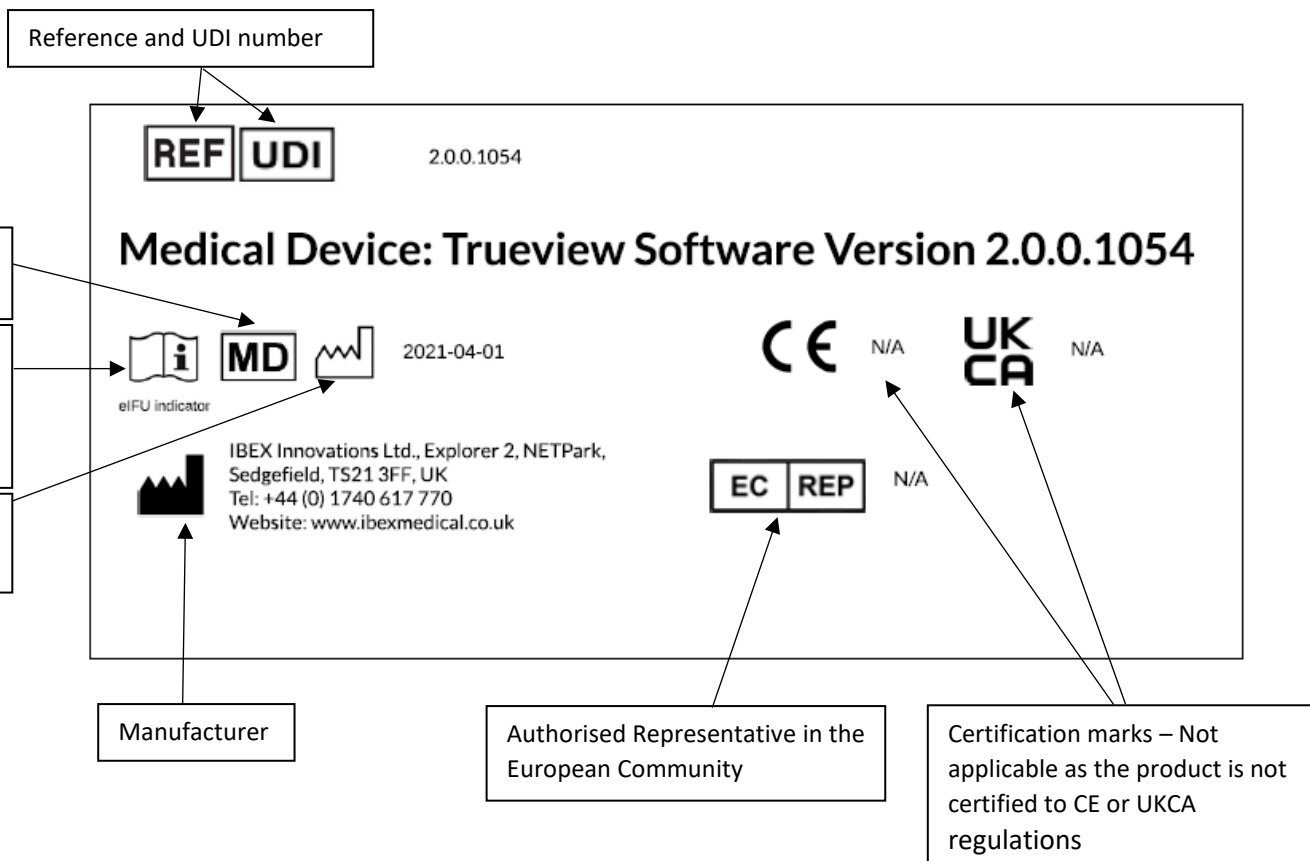 Reference and UDI number
REF UDI 2.0.0.1054
Medical Device: Trueview Software Version 2.0.0.1054
MD 2021-04-01 CE N/A UK CA N/A
eIFU indicator
IBEX Innovations Ltd., Explorer 2, NETPark,
Sedgefield, TS21 3FF, UK
Tel: +44 (0) 1740 617 770
Website: www.ibexmedical.co.uk
EC REP N/A
Manufacturer
Authorised Representative in the
European Community
Certification marks – Not
applicable as the product is not
certified to CE or UKCA
regulations